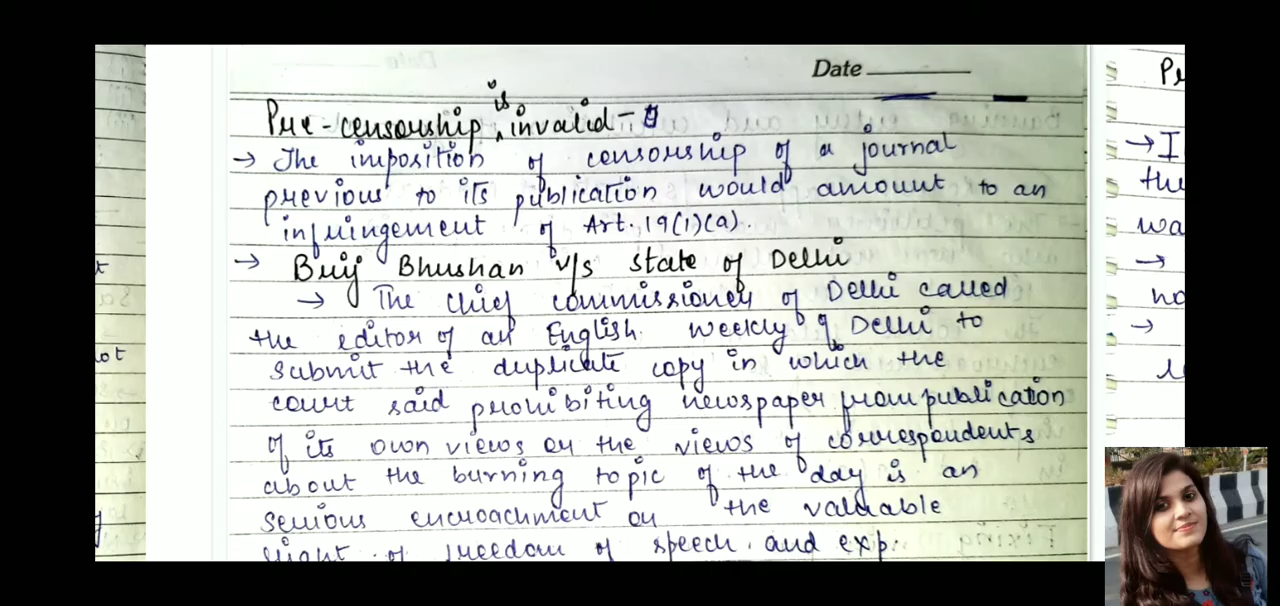 Date
Pre-censorship is invalid-
→ The imposition of censorship of a journal
previous to its publication would amount to an
infringement of Art. 19(1)(a).
→ Brij Bhushan v/s state of Delhi
→ The chief commissioner of Delhi called
the editor of an English weekly of Delhi to
submit the duplicate copy in which the
court said prohibiting newspaper from publication
of its own views or the views of correspondents
about the burning topic of the day is an
serious encroachment on the valuable
right of freedom of speech and exp.
→ I
the
wa
→
no
→